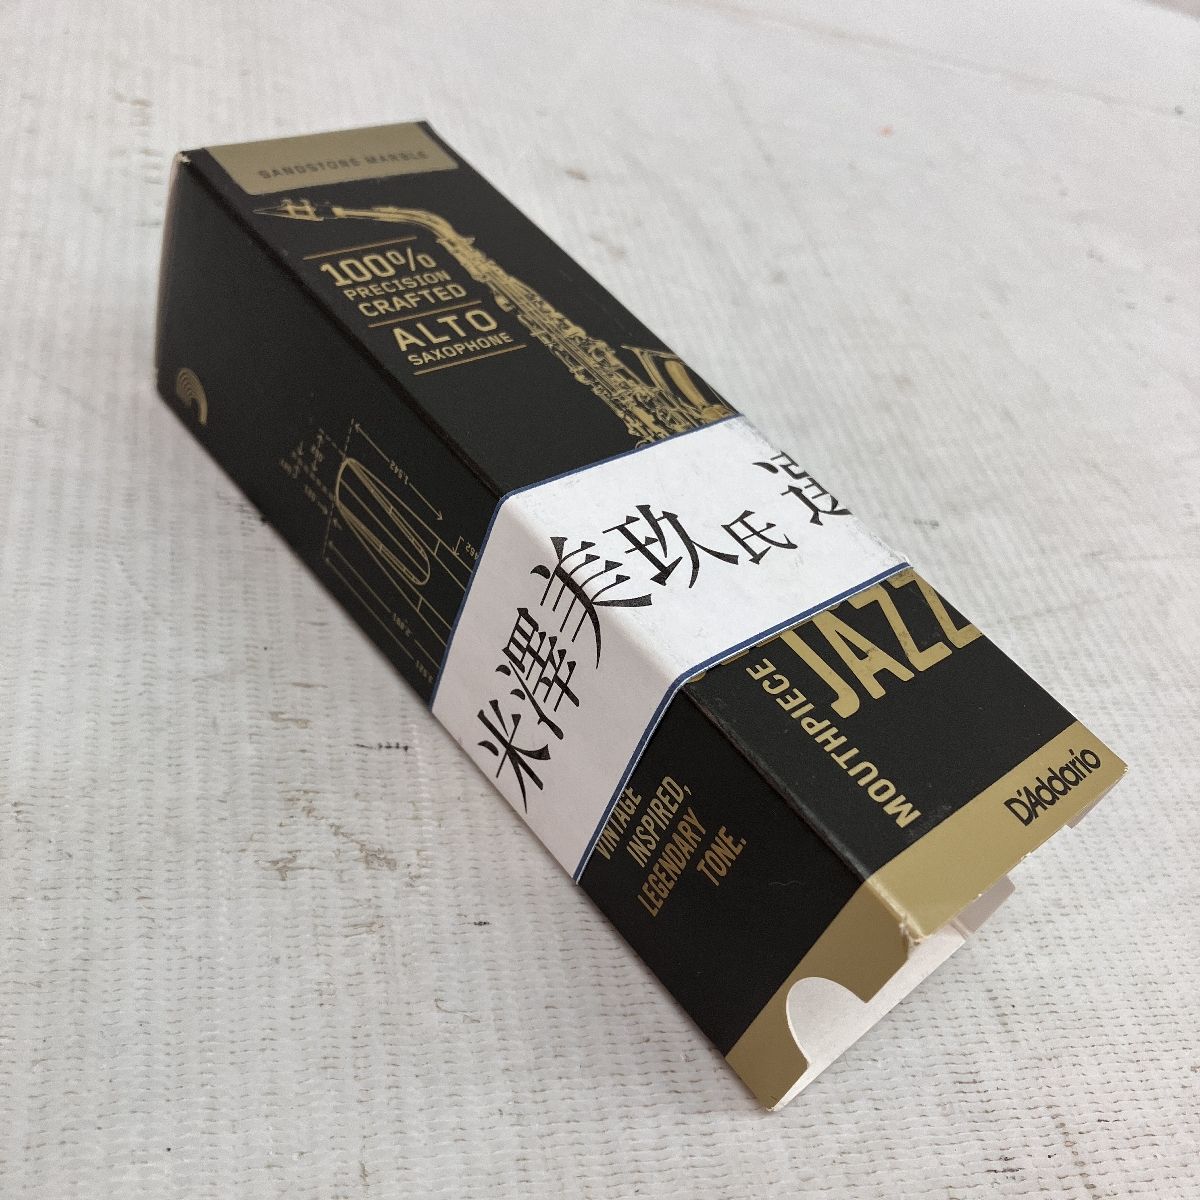 SANDSTONE MARBLE
100%
PRECISION
CRAFTED
ALTO
SAXOPHONE
米澤美玖氏選
JAZZ
MOUTHPIECE
D'Addario
VINTAGE
INSPIRED,
LEGENDARY
TONE.